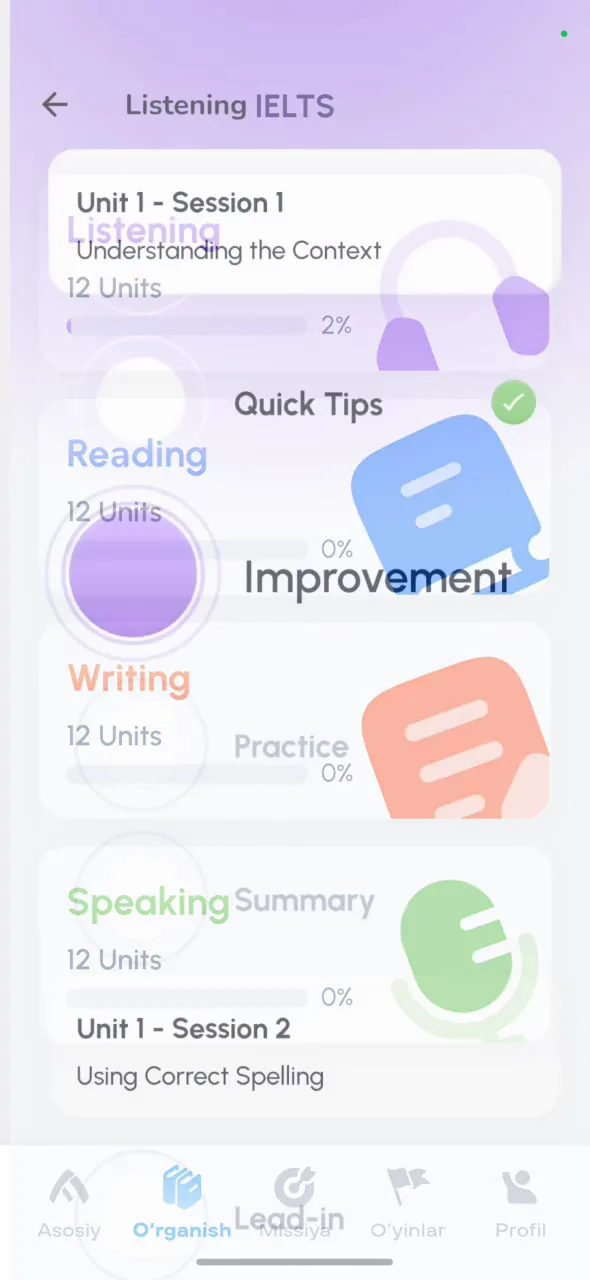 Listening IELTS
Unit 1 - Session 1
Listening
Understanding the Context
12 Units
2%
Quick Tips
Reading
12 Units
0%
Improvement
Writing
12 Units
Practice
0%
Speaking
Summary
12 Units
0%
Unit 1 - Session 2
Using Correct Spelling
Lead-in
Asosiy
O‘rganish
Missiya
O‘yinlar
Profil